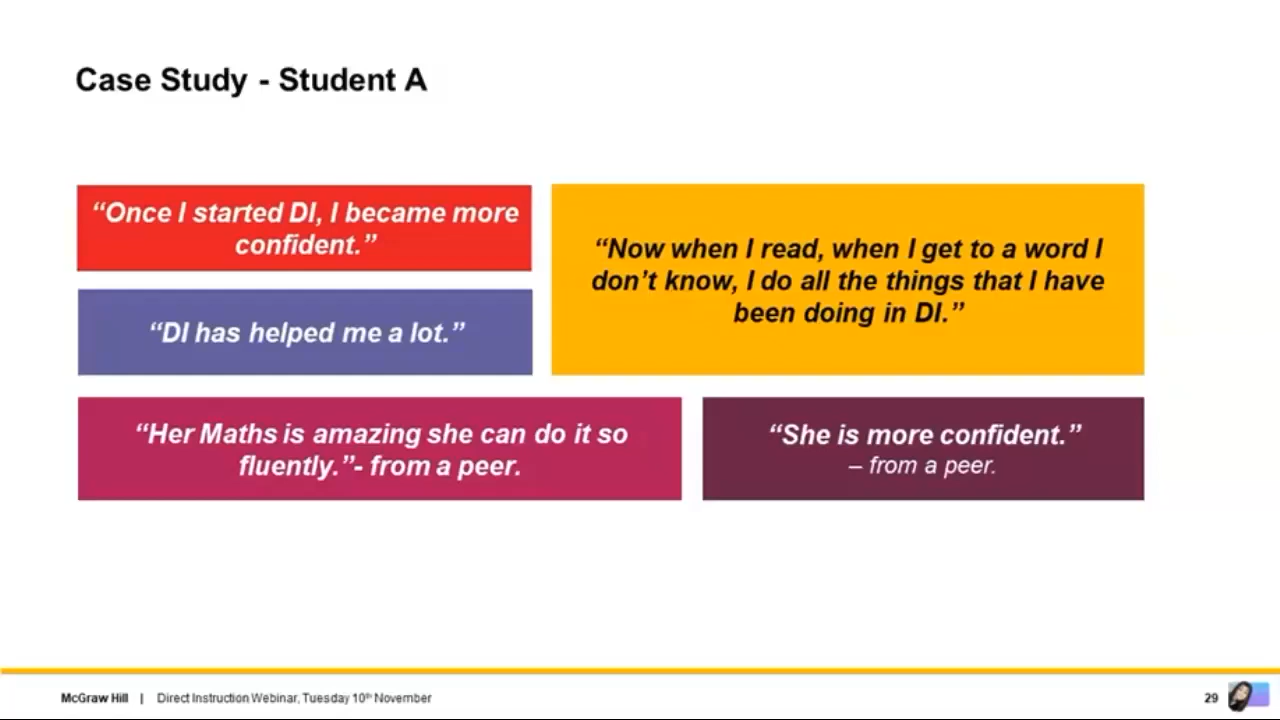 Case Study - Student A
“Once I started DI, I became more
confident.”
“DI has helped me a lot.”
“Now when I read, when I get to a word I
don’t know, I do all the things that I have
been doing in DI.”
“Her Maths is amazing she can do it so
fluently.”- from a peer.
“She is more confident.”
– from a peer.
McGraw Hill | Direct Instruction Webinar, Tuesday 10th November
29